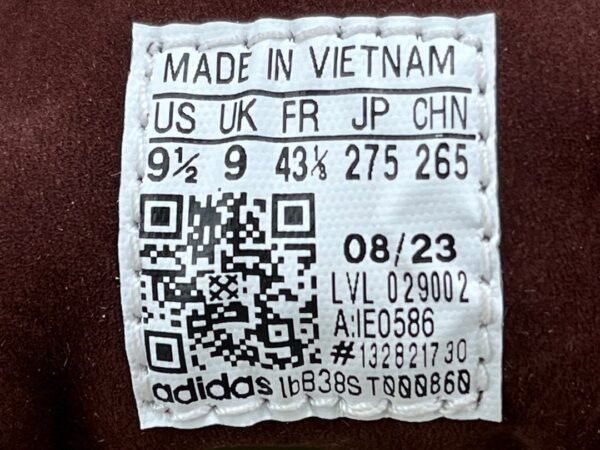 MADE IN VIETNAM
US UK FR JP CHN
9½ 9 43⅓ 275 265
08/23
LVL 029002
A:IE0586
#132821730
adidas 1bB38ST000860